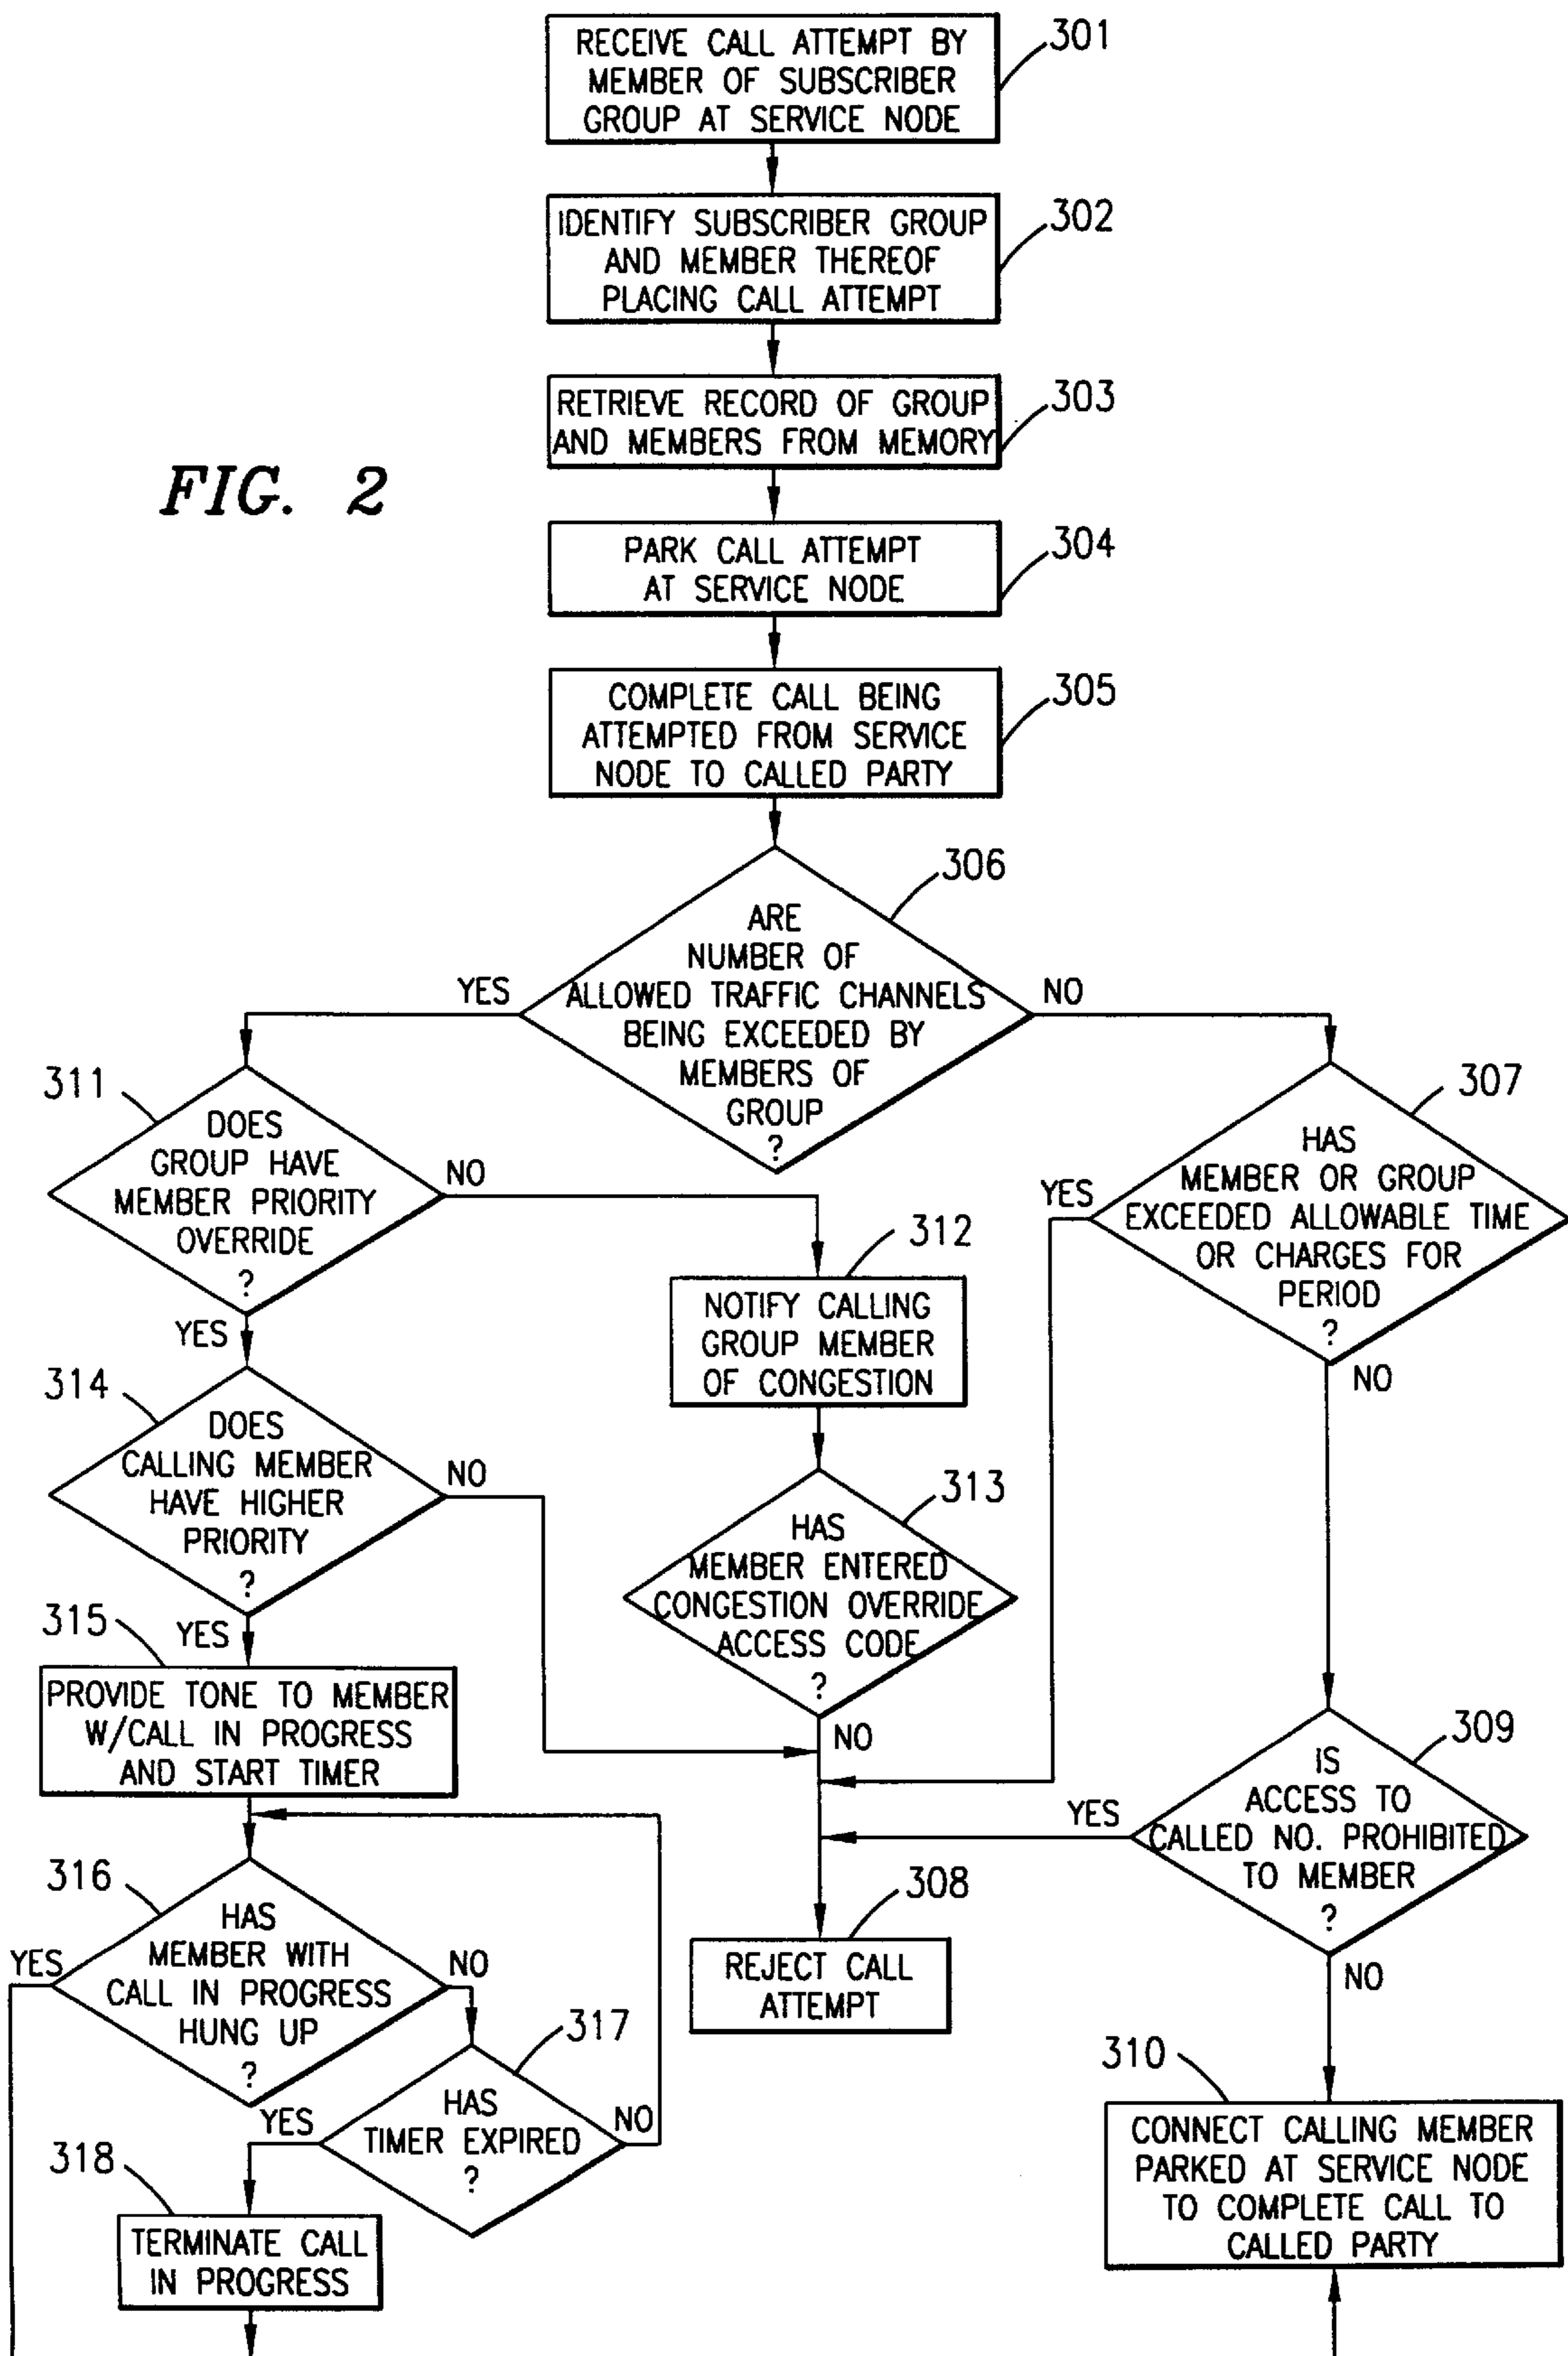 RECEIVE CALL ATTEMPT BY
MEMBER OF SUBSCRIBER
GROUP AT SERVICE NODE
301
IDENTIFY SUBSCRIBER GROUP
AND MEMBER THEREOF
PLACING CALL ATTEMPT
302
RETRIEVE RECORD OF GROUP
AND MEMBERS FROM MEMORY
303
FIG. 2
PARK CALL ATTEMPT
AT SERVICE NODE
304
COMPLETE CALL BEING
ATTEMPTED FROM SERVICE
NODE TO CALLED PARTY
305
306
ARE
NUMBER OF
ALLOWED TRAFFIC CHANNELS
BEING EXCEEDED BY
MEMBERS OF
GROUP
?
YES
NO
311
DOES
GROUP HAVE
MEMBER PRIORITY
OVERRIDE
?
NO
YES
307
HAS
MEMBER OR GROUP
EXCEEDED ALLOWABLE TIME
OR CHARGES FOR
PERIOD
?
YES
NO
312
NOTIFY CALLING
GROUP MEMBER
OF CONGESTION
314
DOES
CALLING MEMBER
HAVE HIGHER
PRIORITY
?
NO
YES
313
HAS
MEMBER ENTERED
CONGESTION OVERRIDE
ACCESS CODE
?
NO
315
PROVIDE TONE TO MEMBER
W/CALL IN PROGRESS
AND START TIMER
309
IS
ACCESS TO
CALLED NO. PROHIBITED
TO MEMBER
?
YES
NO
316
HAS
MEMBER WITH
CALL IN PROGRESS
HUNG UP
?
YES
NO
308
REJECT CALL
ATTEMPT
317
HAS
TIMER EXPIRED
?
YES
NO
318
TERMINATE CALL
IN PROGRESS
310
CONNECT CALLING MEMBER
PARKED AT SERVICE NODE
TO COMPLETE CALL TO
CALLED PARTY